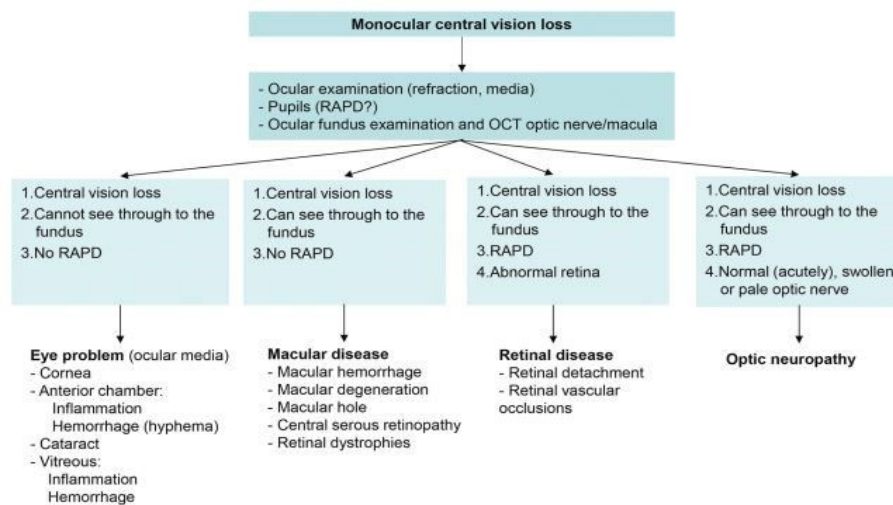 Monocular central vision loss
- Ocular examination (refraction, media)
- Pupils (RAPD?)
- Ocular fundus examination and OCT optic nerve/macula
1.Central vision loss
2.Cannot see through to the
fundus
3.No RAPD
1.Central vision loss
2.Can see through to the
fundus
3.No RAPD
1.Central vision loss
2.Can see through to the
fundus
3.RAPD
4.Abnormal retina
1.Central vision loss
2.Can see through to the
fundus
3.RAPD
4.Normal (acutely), swollen
or pale optic nerve
Eye problem (ocular media)
- Cornea
- Anterior chamber:
Inflammation
Hemorrhage (hyphema)
- Cataract
- Vitreous:
Inflammation
Hemorrhage
Macular disease
- Macular hemorrhage
- Macular degeneration
- Macular hole
- Central serous retinopathy
- Retinal dystrophies
Retinal disease
- Retinal detachment
- Retinal vascular
occlusions
Optic neuropathy